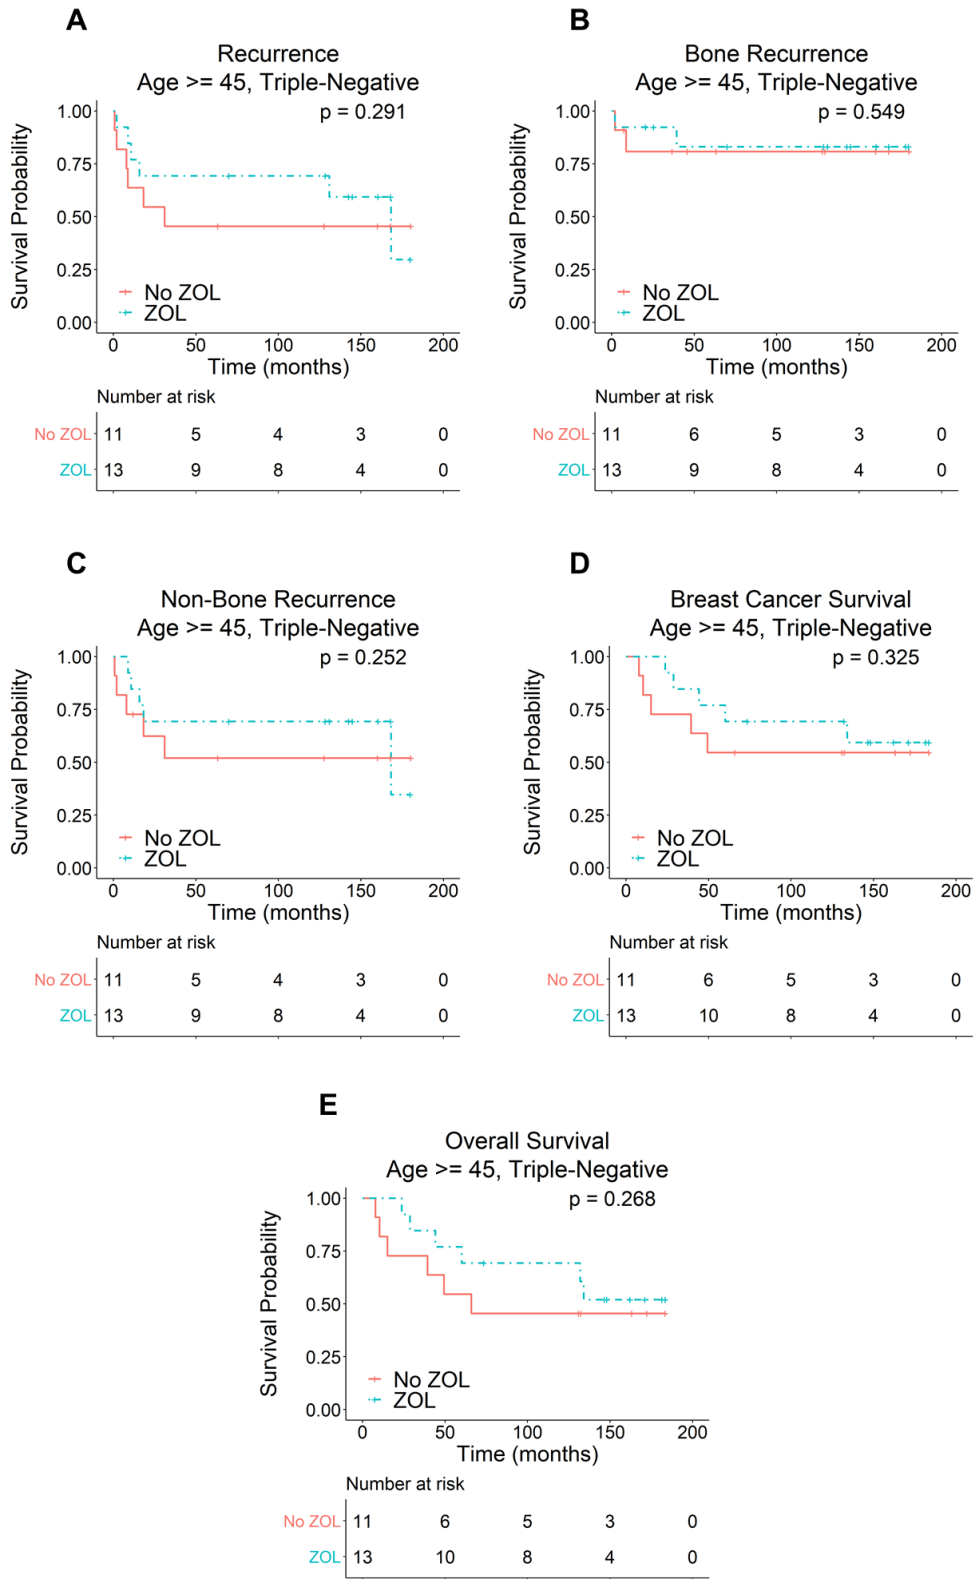 A
Recurrence
Age >= 45, Triple-Negative
p = 0.291
1.00
0.75
0.50
0.25
0.00
Survival Probability
No ZOL
ZOL
0 50 100 150 200
Time (months)
Number at risk
No ZOL 11 5 4 3 0
ZOL 13 9 8 4 0
B
Bone Recurrence
Age >= 45, Triple-Negative
p = 0.549
1.00
0.75
0.50
0.25
0.00
Survival Probability
No ZOL
ZOL
0 50 100 150 200
Time (months)
Number at risk
No ZOL 11 6 5 3 0
ZOL 13 9 8 4 0
C
Non-Bone Recurrence
Age >= 45, Triple-Negative
p = 0.252
1.00
0.75
0.50
0.25
0.00
Survival Probability
No ZOL
ZOL
0 50 100 150 200
Time (months)
Number at risk
No ZOL 11 5 4 3 0
ZOL 13 9 8 4 0
D
Breast Cancer Survival
Age >= 45, Triple-Negative
p = 0.325
1.00
0.75
0.50
0.25
0.00
Survival Probability
No ZOL
ZOL
0 50 100 150 200
Time (months)
Number at risk
No ZOL 11 6 5 3 0
ZOL 13 10 8 4 0
E
Overall Survival
Age >= 45, Triple-Negative
p = 0.268
1.00
0.75
0.50
0.25
0.00
Survival Probability
No ZOL
ZOL
0 50 100 150 200
Time (months)
Number at risk
No ZOL 11 6 5 3 0
ZOL 13 10 8 4 0